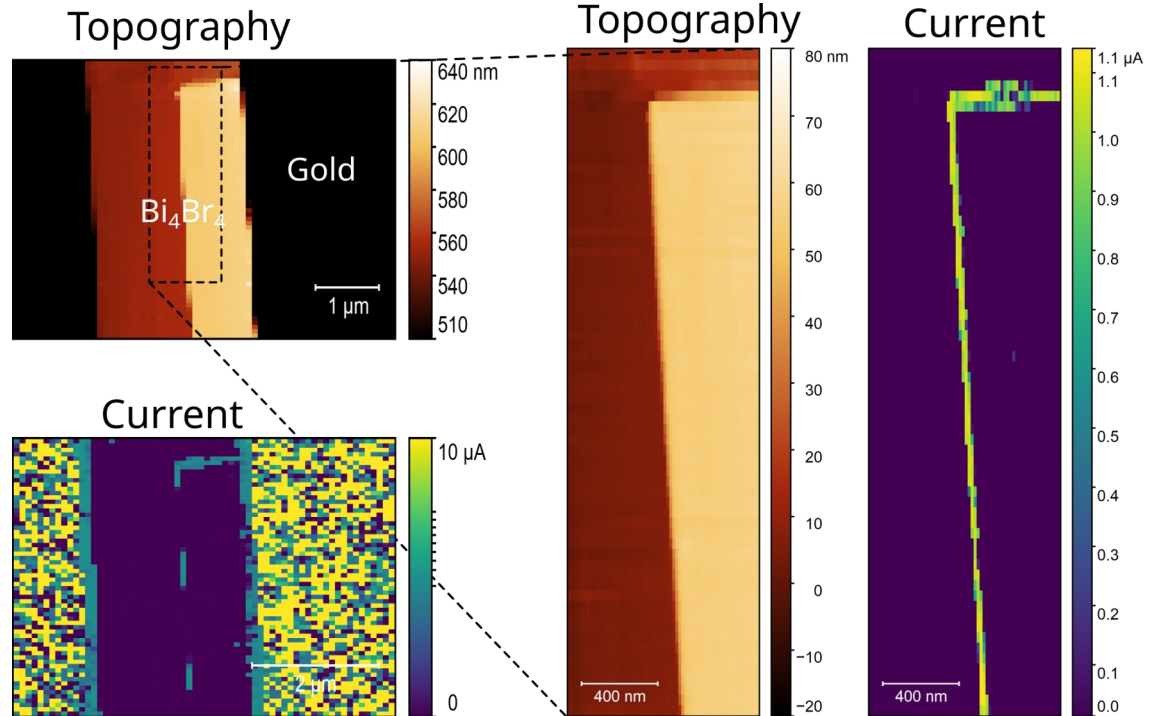 Topography
640 nm
620
600
580
560
540
510
Gold
Bi₄Br₄
1 μm
Current
10 μA
0
2 μm
Topography
80 nm
70
60
50
40
30
20
10
0
−10
−20
400 nm
Current
1.1 μA
1.1
1.0
0.9
0.8
0.7
0.6
0.5
0.4
0.3
0.2
0.1
0.0
400 nm